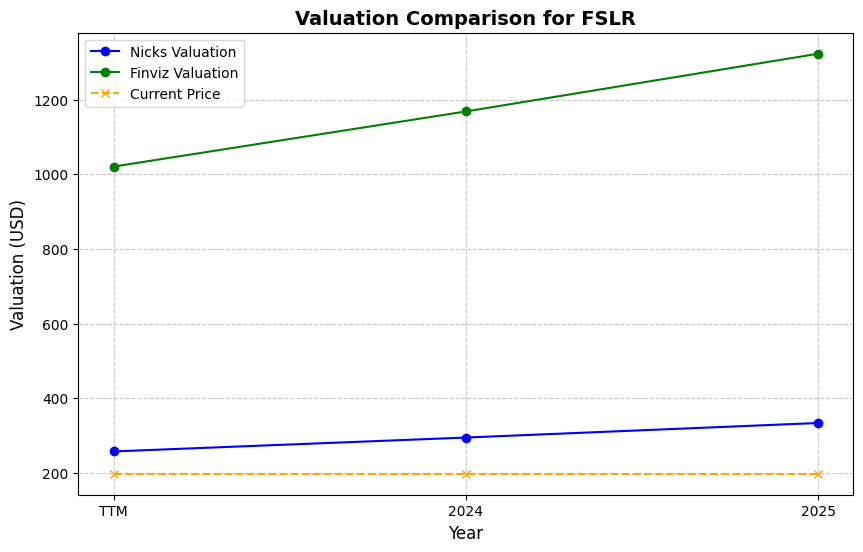 Valuation Comparison for FSLR
Nicks Valuation
Finviz Valuation
Current Price
Valuation (USD)
1200
1000
800
600
400
200
TTM
2024
2025
Year